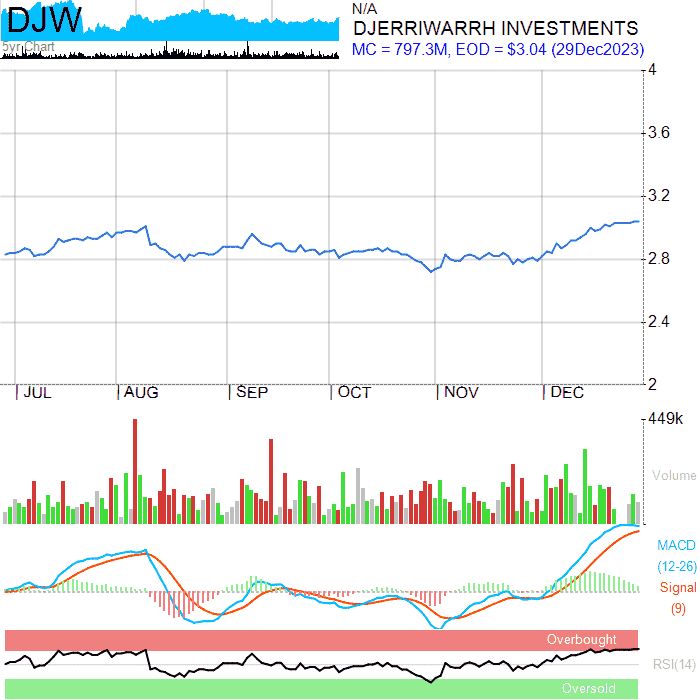 DJW
N/A
DJERRIWARRH INVESTMENTS
5yr Chart
MC = 797.3M, EOD = $3.04 (29Dec2023)
4
3.6
3.2
2.8
2.4
2
JUL AUG SEP OCT NOV DEC
449k
Volume
MACD
(12-26)
Signal
(9)
Overbought
RSI(14)
Oversold